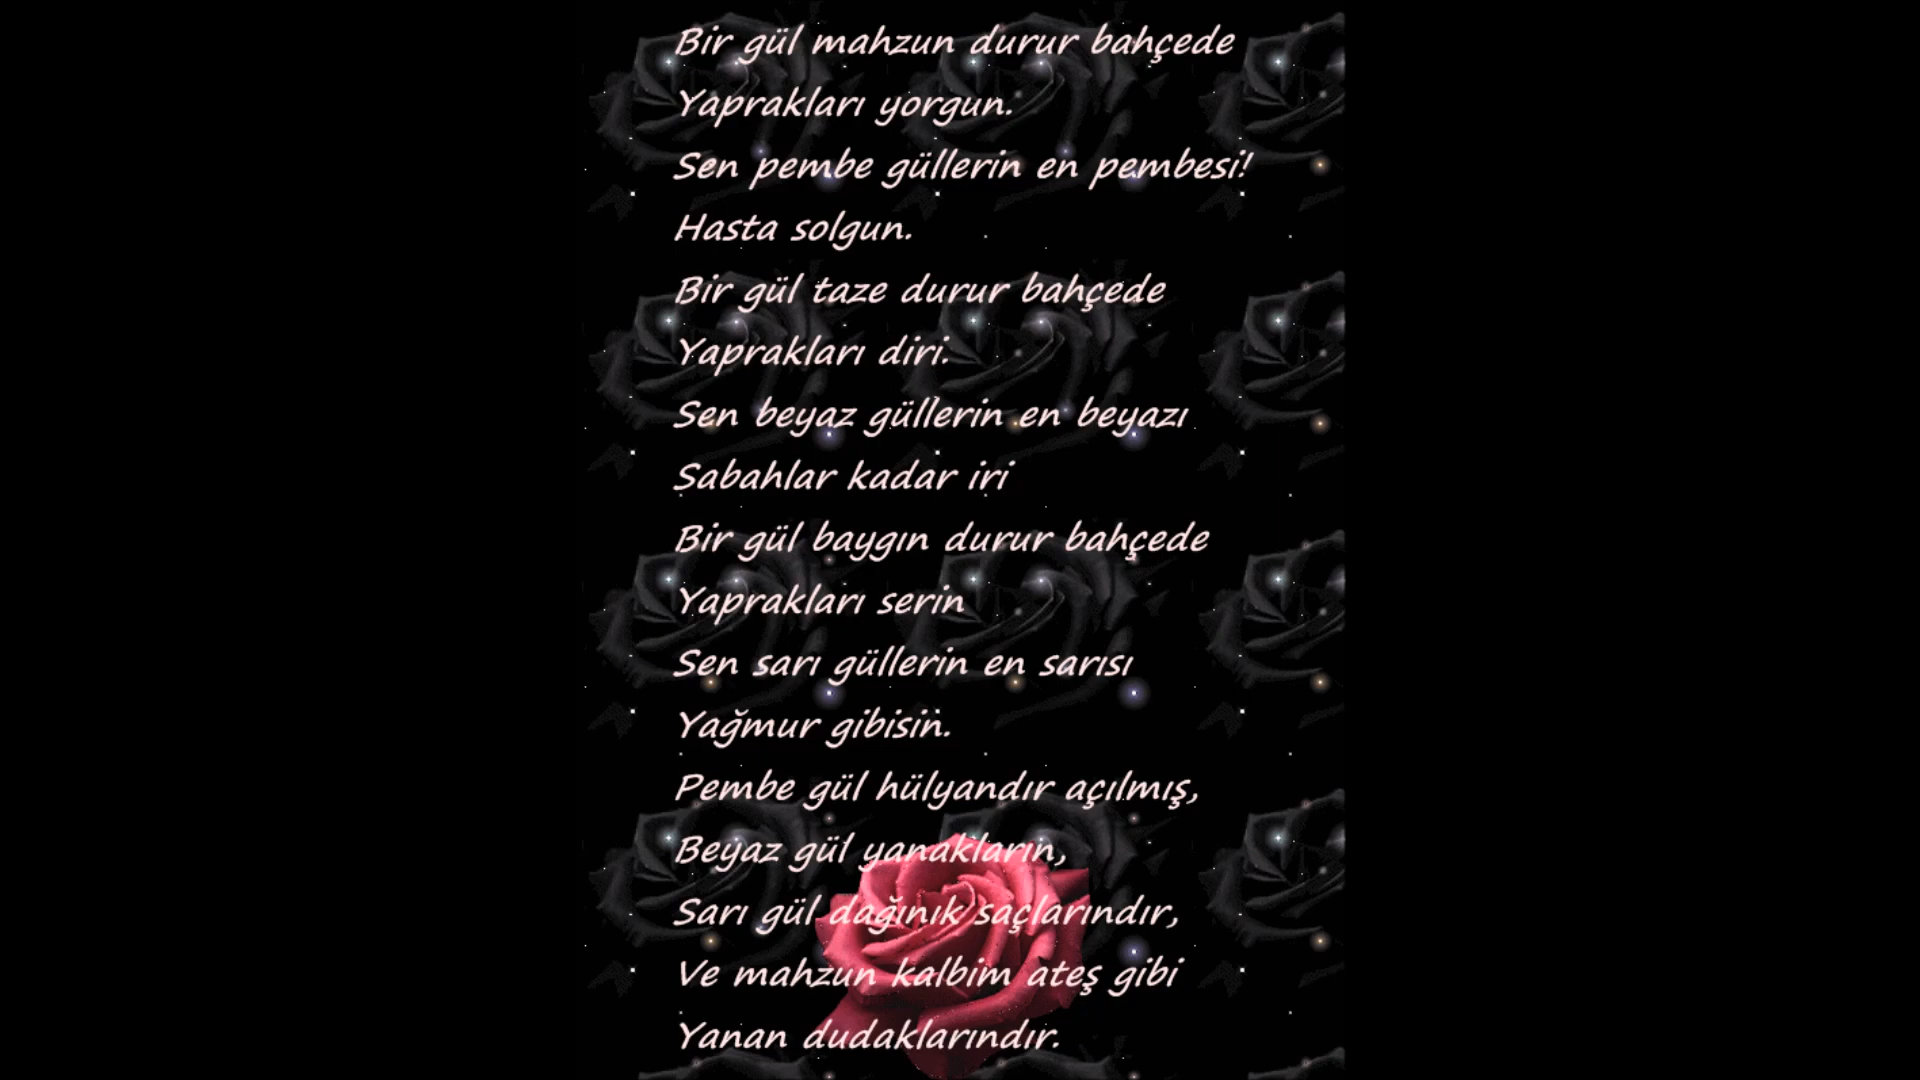 Bir gül mahzun durur bahçede
Yaprakları yorgun.
Sen pembe güllerin en pembesi!
Hasta solgun.
Bir gül taze durur bahçede
Yaprakları diri.
Sen beyaz güllerin en beyazı
Sabahlar kadar iri
Bir gül baygın durur bahçede
Yaprakları serin
Sen sarı güllerin en sarısı
Yağmur gibisin.
Pembe gül hülyandır açılmış,
Beyaz gül yanakların,
Sarı gül dağınık saçlarındır,
Ve mahzun kalbim ateş gibi
Yanan dudaklarındır.